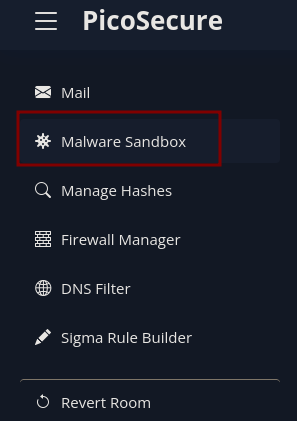 PicoSecure
Mail
Malware Sandbox
Manage Hashes
Firewall Manager
DNS Filter
Sigma Rule Builder
Revert Room